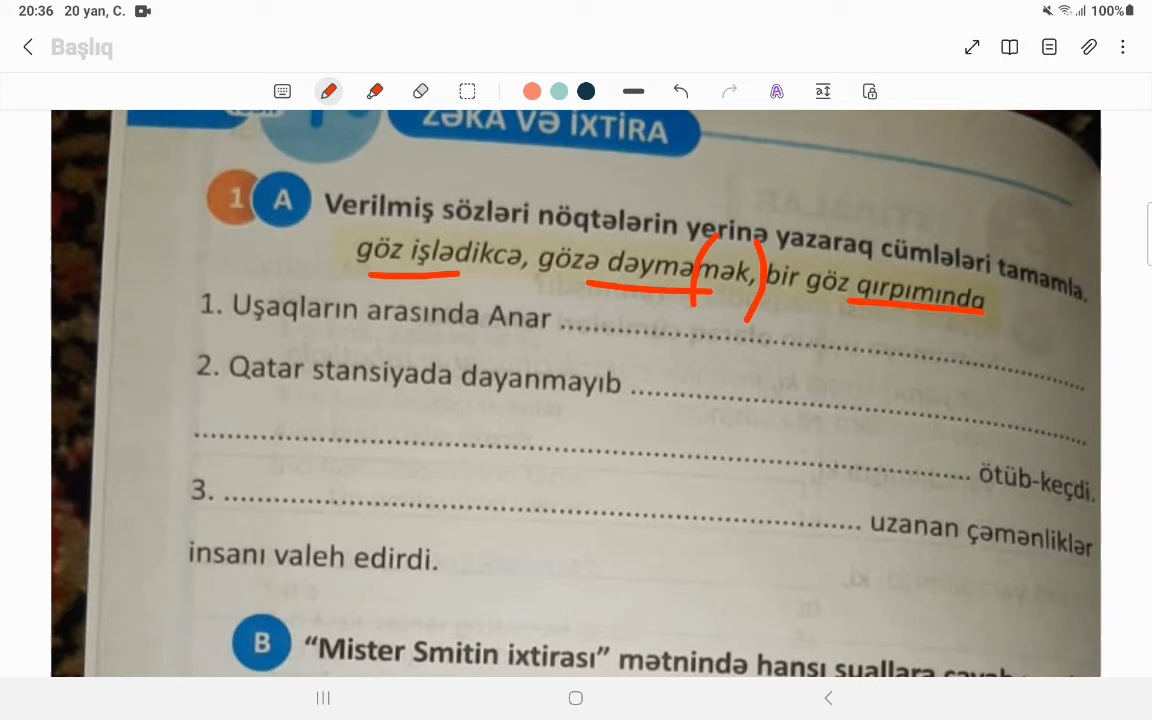 20:36 20 yan, C. 100%
Başlıq
ZƏKA VƏ İXTİRA
1 A Verilmiş sözləri nöqtələrin yerinə yazaraq cümlələri tamamla.
göz işlədikcə, gözə dəyməmək, bir göz qırpımında
1. Uşaqların arasında Anar ........................
2. Qatar stansiyada dayanmayıb ........................
........................ ötüb-keçdi.
3. ........................ uzanan çəmənliklər
insanı valeh edirdi.
B "Mister Smitin ixtirası" mətnində hansı suallara